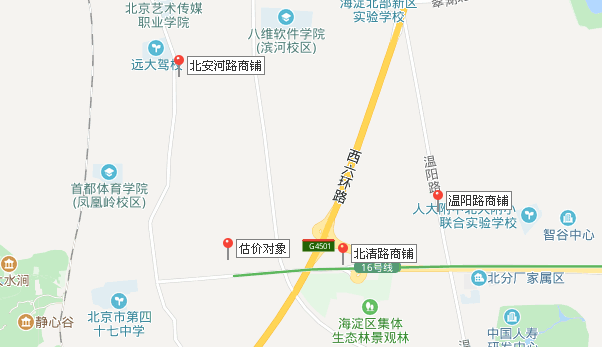 北京艺术传媒
职业学院
海淀北部新区
实验学校
八维软件学院
(滨河校区)
远大驾校
北安河路商铺
西六环路
温阳路
首都体育学院
(凤凰岭校区)
温阳路商铺
联合实验学校
智谷中心
估价对象
G4501
北清路商铺
16号线
北分厂家属区
大水涧
静心谷
北京市第四
十七中学
海淀区集体
生态林景观林
中国人寿
研发中心
温